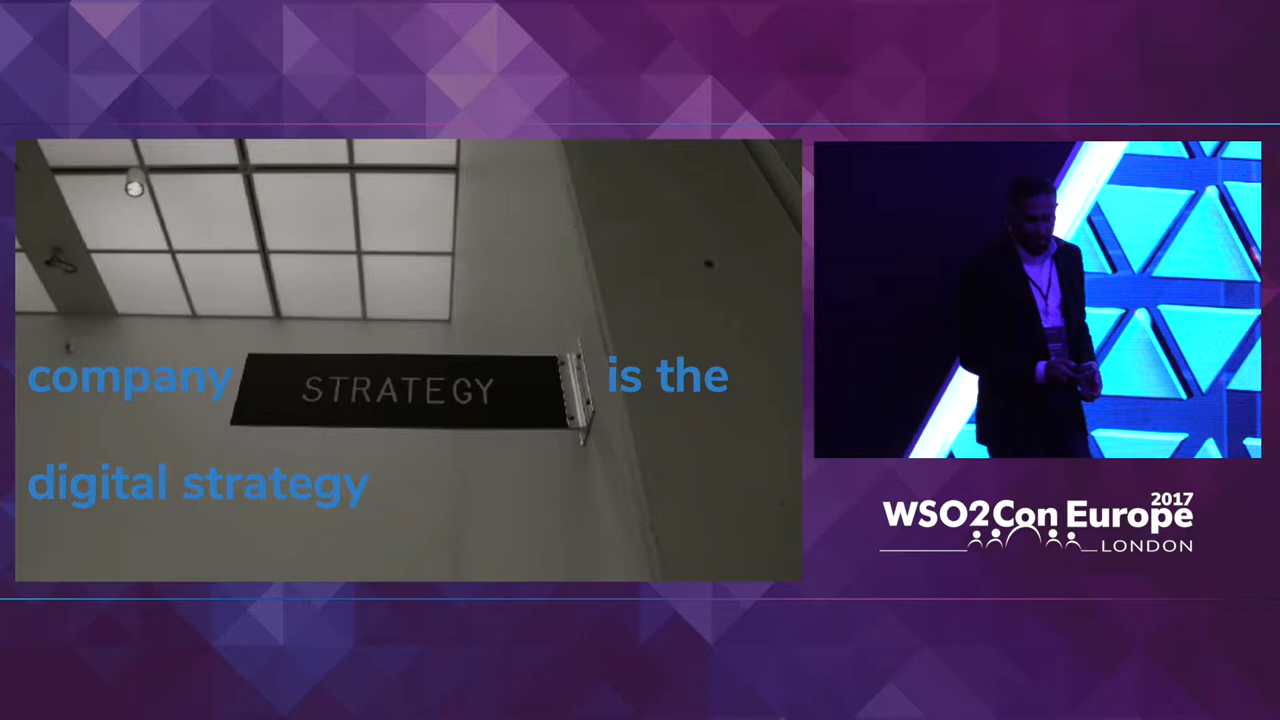 company STRATEGY is the
digital strategy
2017
WSO2Con Europe
LONDON